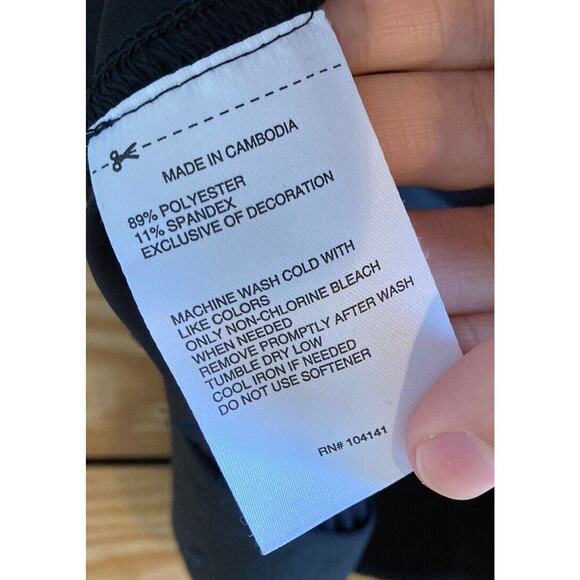 MADE IN CAMBODIA
89% POLYESTER
11% SPANDEX
EXCLUSIVE OF DECORATION
MACHINE WASH COLD WITH
LIKE COLORS
ONLY NON-CHLORINE BLEACH
WHEN NEEDED
REMOVE PROMPTLY AFTER WASH
TUMBLE DRY LOW
COOL IRON IF NEEDED
DO NOT USE SOFTENER
RN# 104141